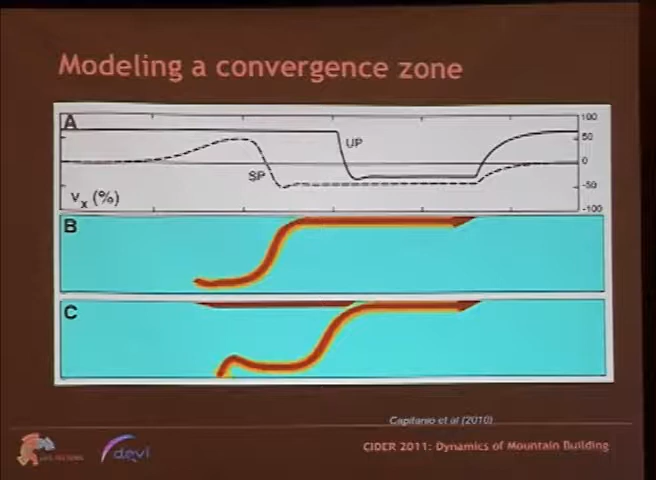 Modeling a convergence zone
A
100
50
0
-50
-100
UP
SP
vx (%)
B
C
Capitanio et al (2010)
devi
CIDER 2011: Dynamics of Mountain Building